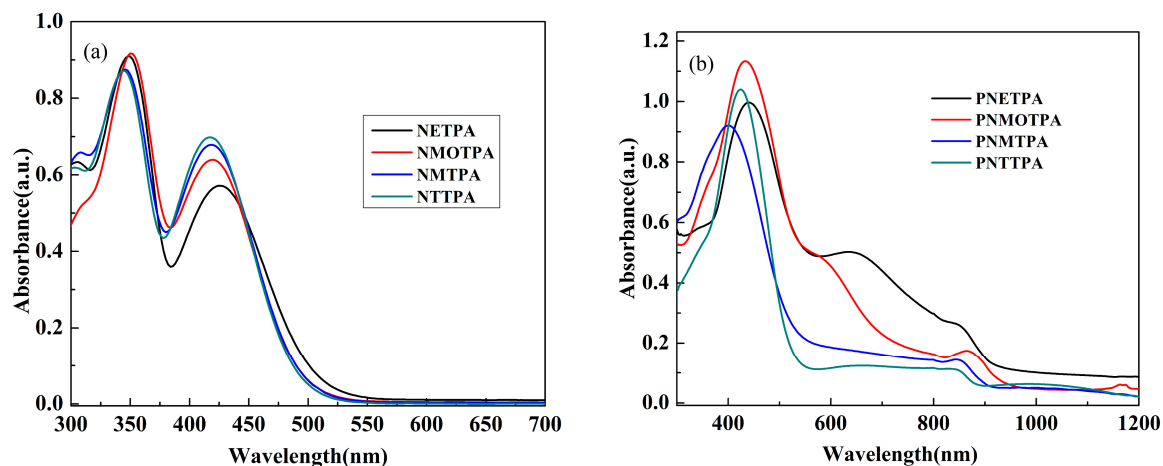 (a)
1.0
0.8
0.6
0.4
0.2
0.0
Absorbance(a.u.)
300 350 400 450 500 550 600 650 700
Wavelength(nm)
NETPA
NMOTPA
NMTPA
NTTPA
(b)
1.2
1.0
0.8
0.6
0.4
0.2
0.0
Absorbance(a.u.)
400 600 800 1000 1200
Wavelength(nm)
PNETPA
PNMOTPA
PNMTPA
PNTTPA